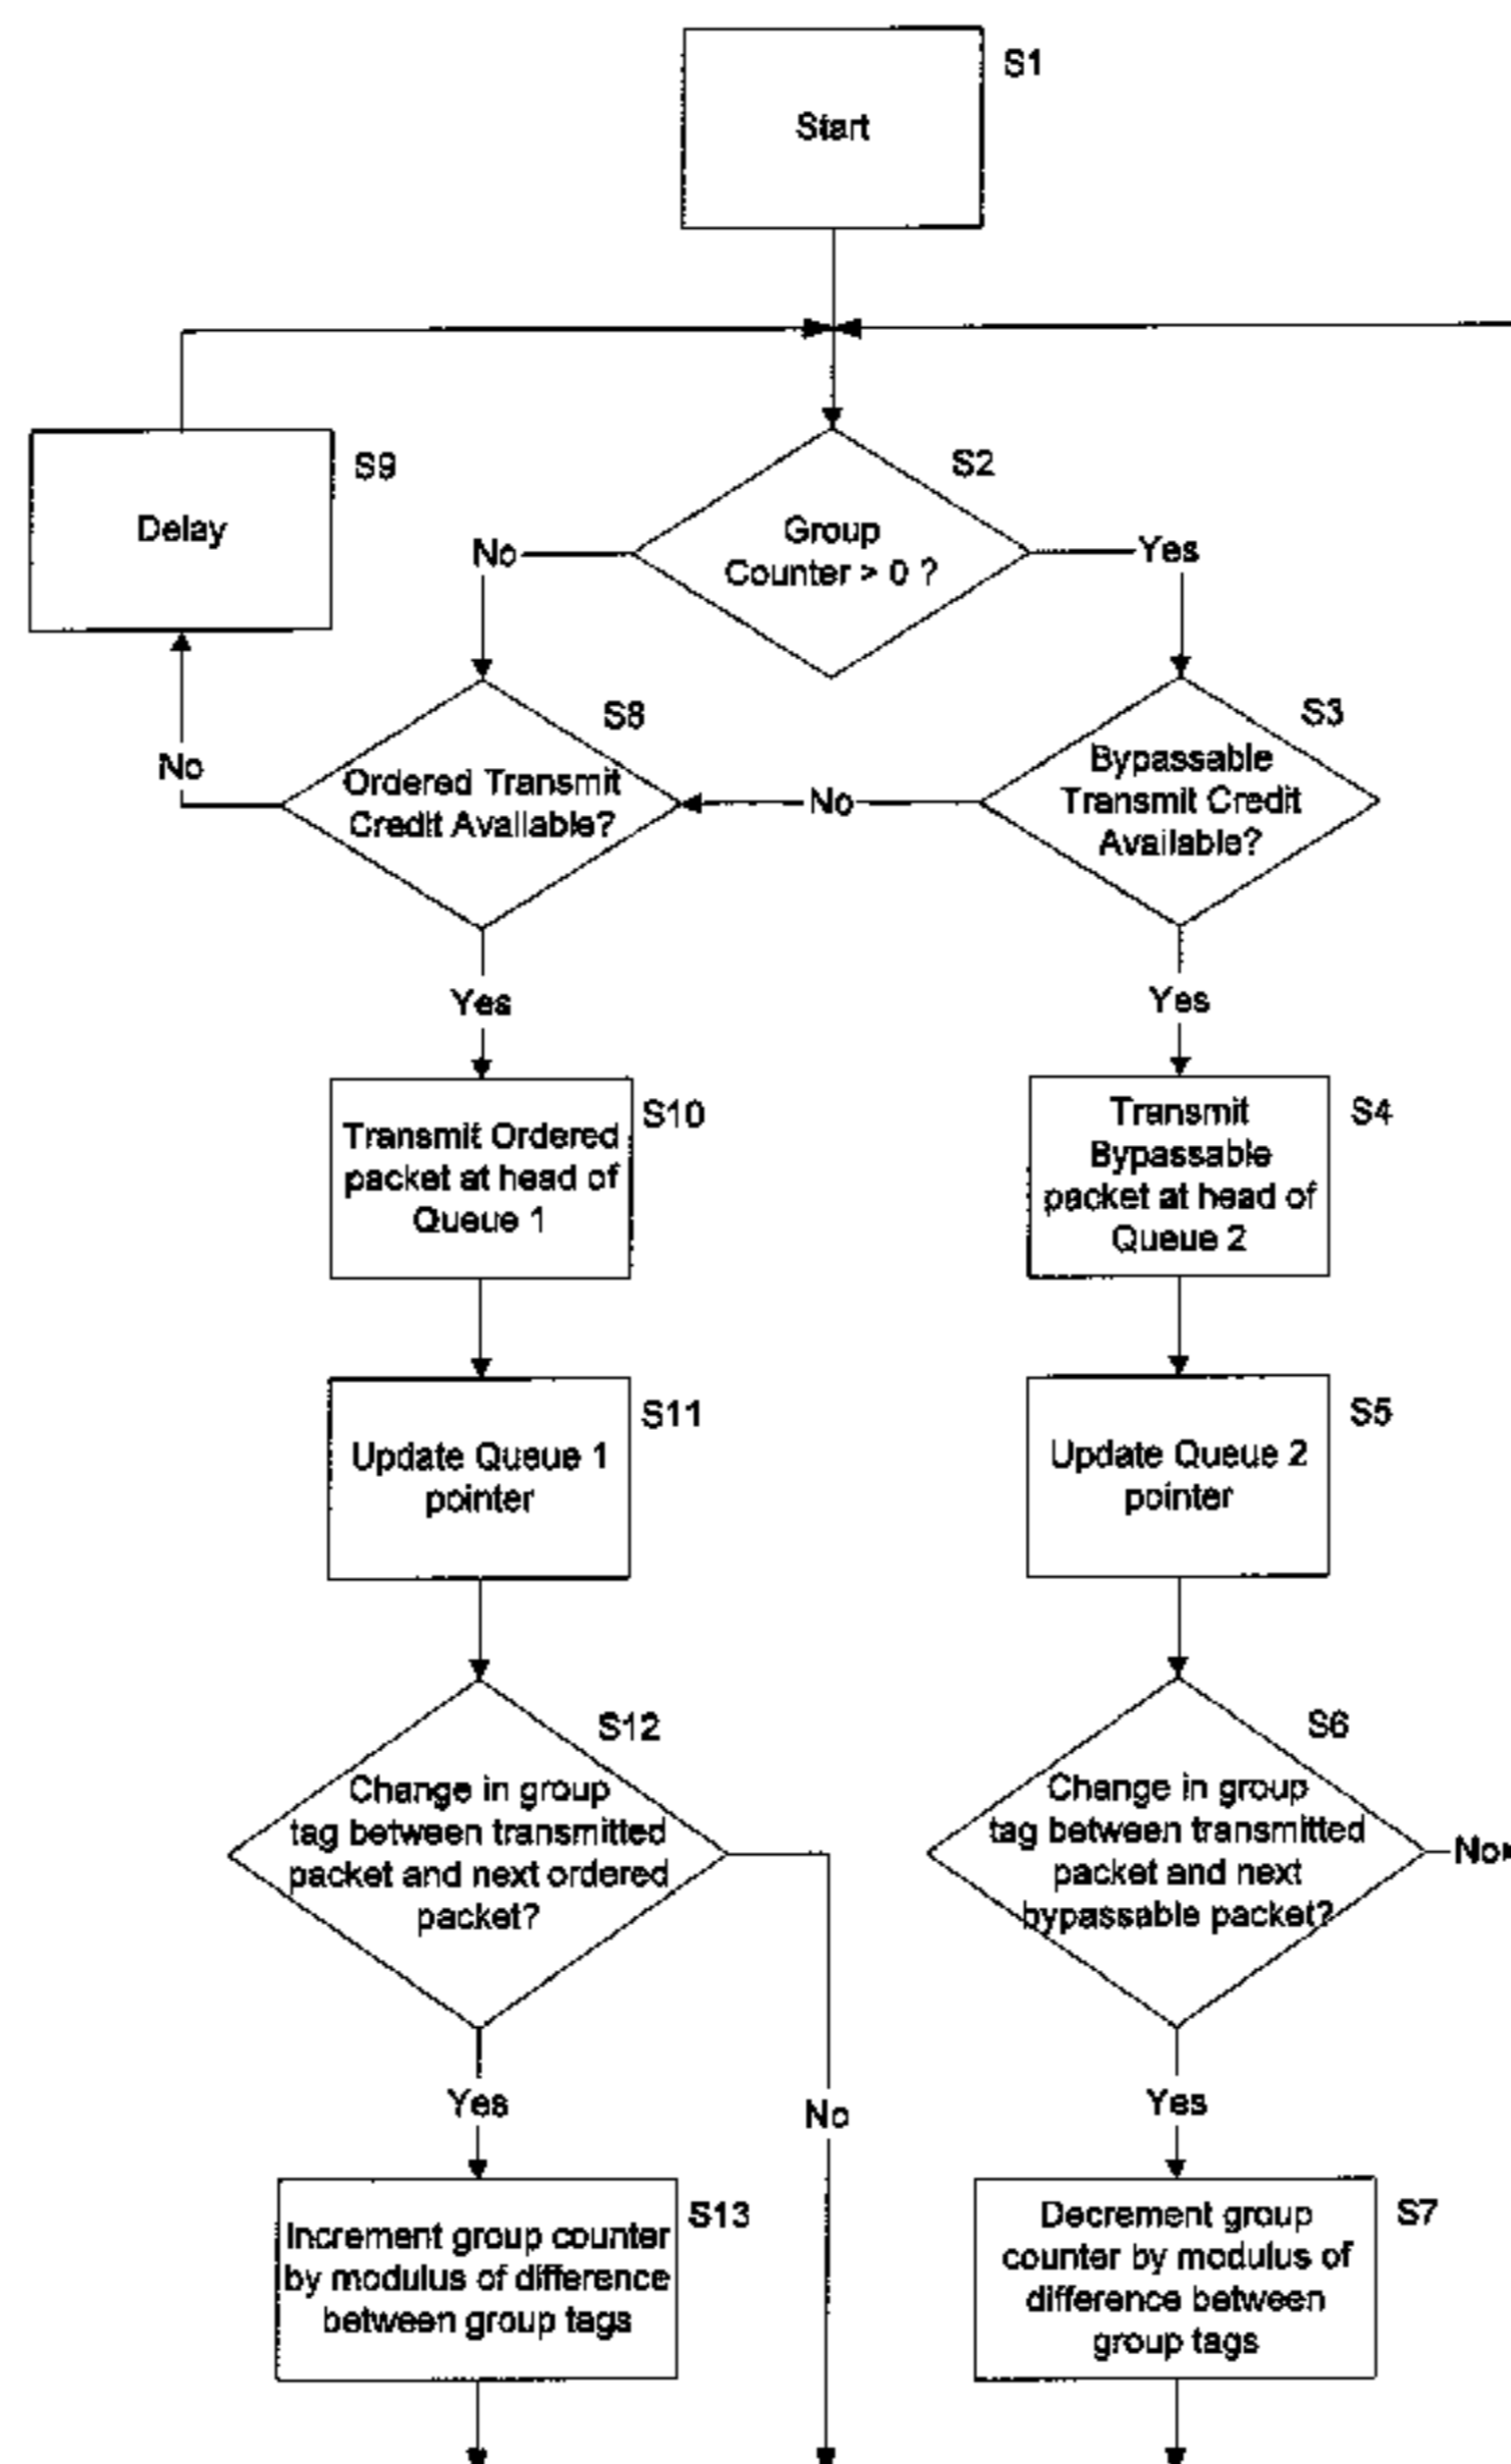 S1
Start
S9
Delay
S2
Group
Counter > 0 ?
No
Yes
S8
Ordered Transmit
Credit Available?
No
S3
Bypassable
Transmit Credit
Available?
No
Yes
Yes
S10
Transmit Ordered
packet at head of
Queue 1
S4
Transmit
Bypassable
packet at head of
Queue 2
S11
Update Queue 1
pointer
S5
Update Queue 2
pointer
S12
Change in group
tag between transmitted
packet and next ordered
packet?
S6
Change in group
tag between transmitted
packet and next
bypassable packet?
No
Yes
No
Yes
S13
Increment group counter
by modulus of difference
between group tags
S7
Decrement group
counter by modulus of
difference between
group tags